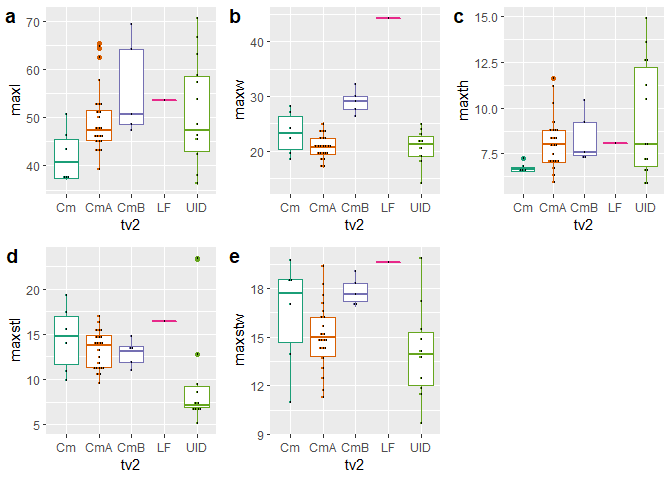 a
70
60
50
40
maxl
Cm CmA CmB LF UID
tv2
b
40
30
20
maxw
Cm CmA CmB LF UID
tv2
c
15.0
12.5
10.0
7.5
maxth
Cm CmA CmB LF UID
tv2
d
20
15
10
5
maxstl
Cm CmA CmB LF UID
tv2
e
18
15
12
9
maxstw
Cm CmA CmB LF UID
tv2